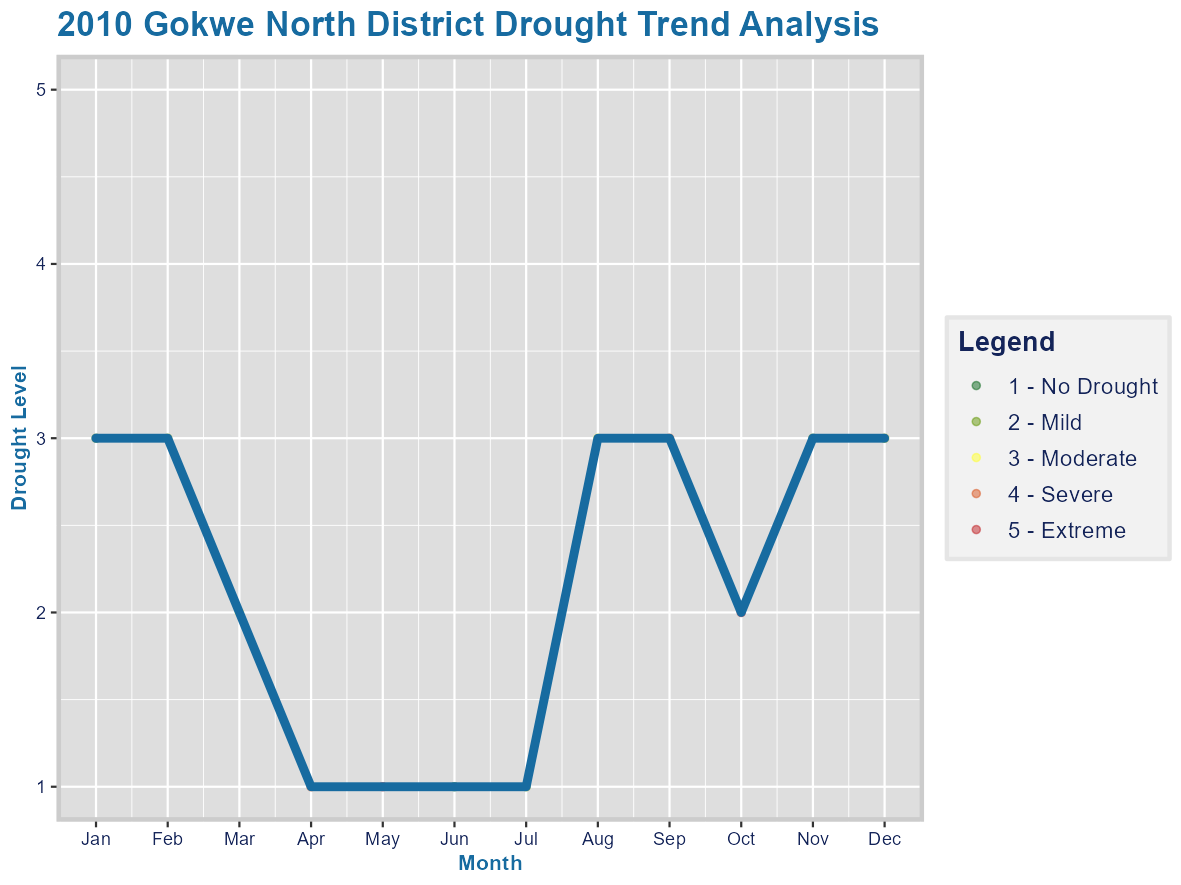 2010 Gokwe North District Drought Trend Analysis
5
4
3
2
1
Drought Level
Jan Feb Mar Apr May Jun Jul Aug Sep Oct Nov Dec
Month
Legend
1 - No Drought
2 - Mild
3 - Moderate
4 - Severe
5 - Extreme